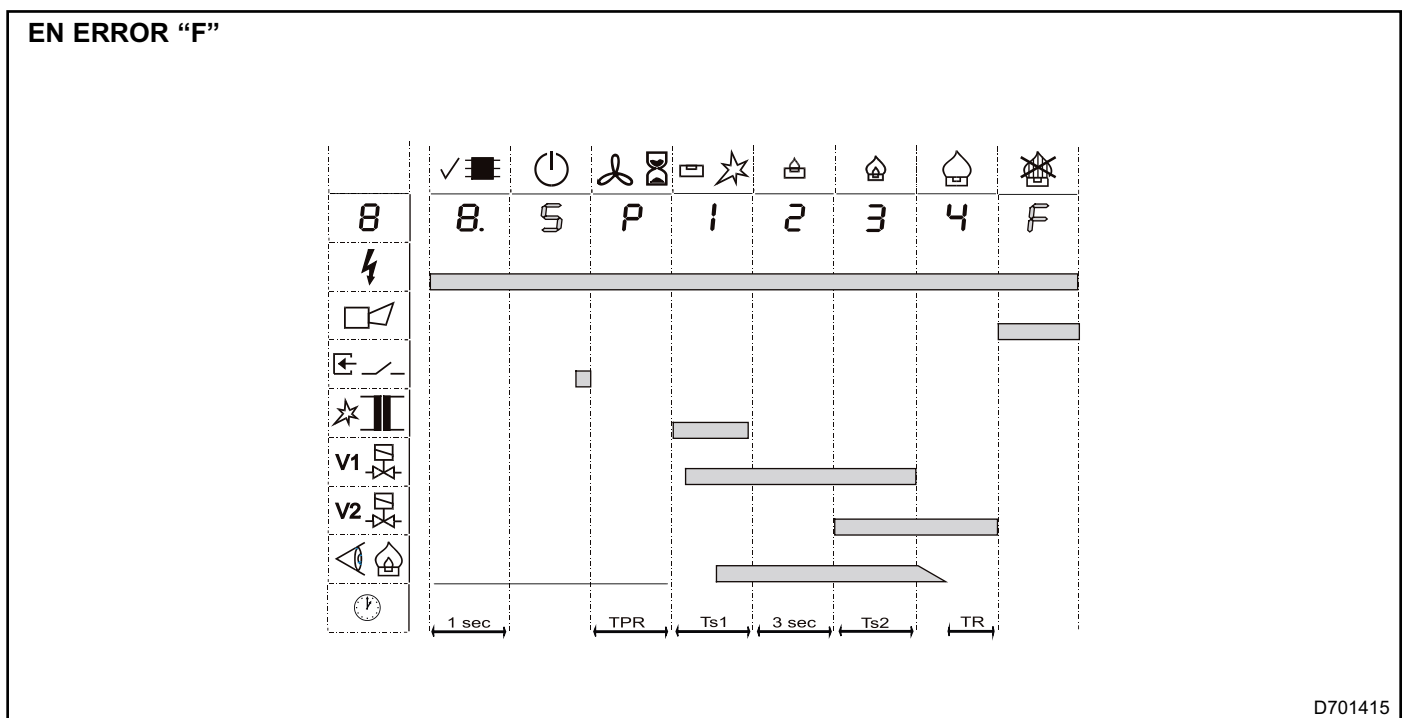 EN ERROR “F”
8 8. S P 1 2 3 4 F
V1
V2
1 sec TPR Ts1 3 sec Ts2 TR
D701415